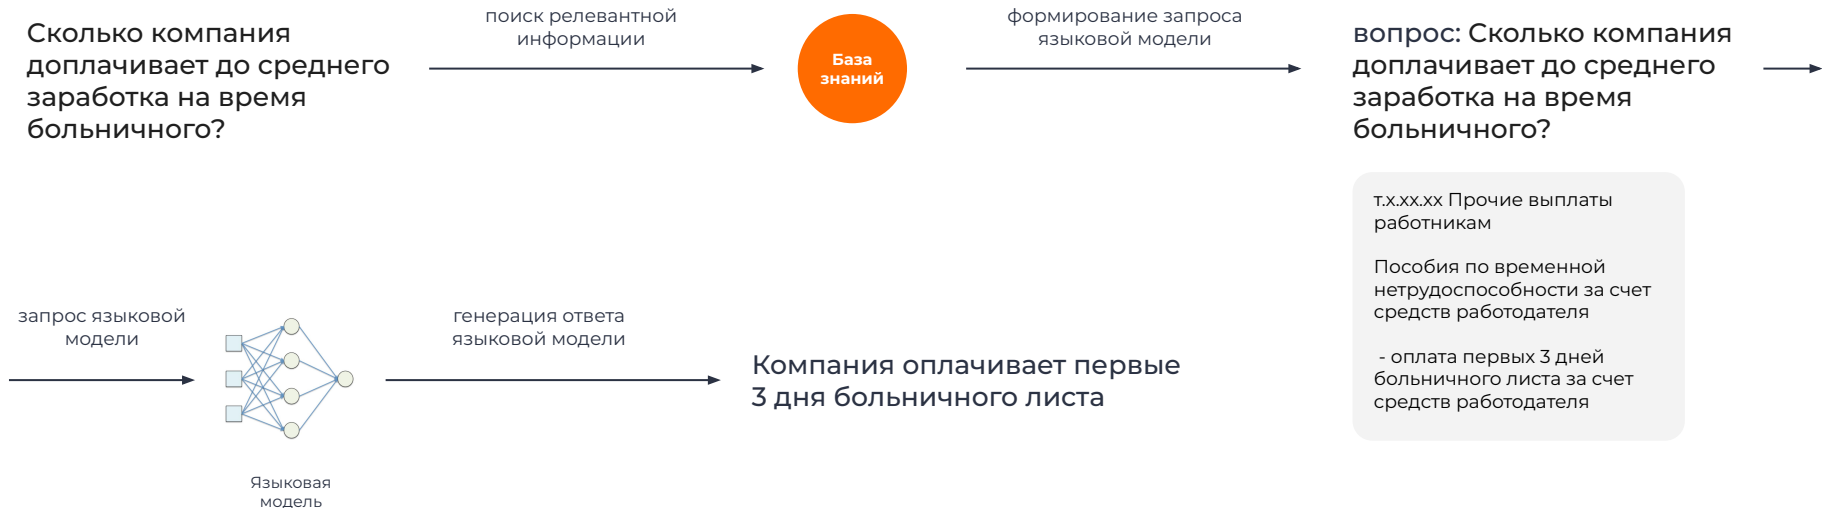 Сколько компания
доплачивает до среднего
заработка на время
больничного?
поиск релевантной
информации
База
знаний
формирование запроса
языковой модели
вопрос: Сколько компания
доплачивает до среднего
заработка на время
больничного?
т.х.хх.хх Прочие выплаты
работникам
Пособия по временной
нетрудоспособности за счет
средств работодателя
- оплата первых 3 дней
больничного листа за счет
средств работодателя
запрос языковой
модели
Языковая
модель
генерация ответа
языковой модели
Компания оплачивает первые
3 дня больничного листа